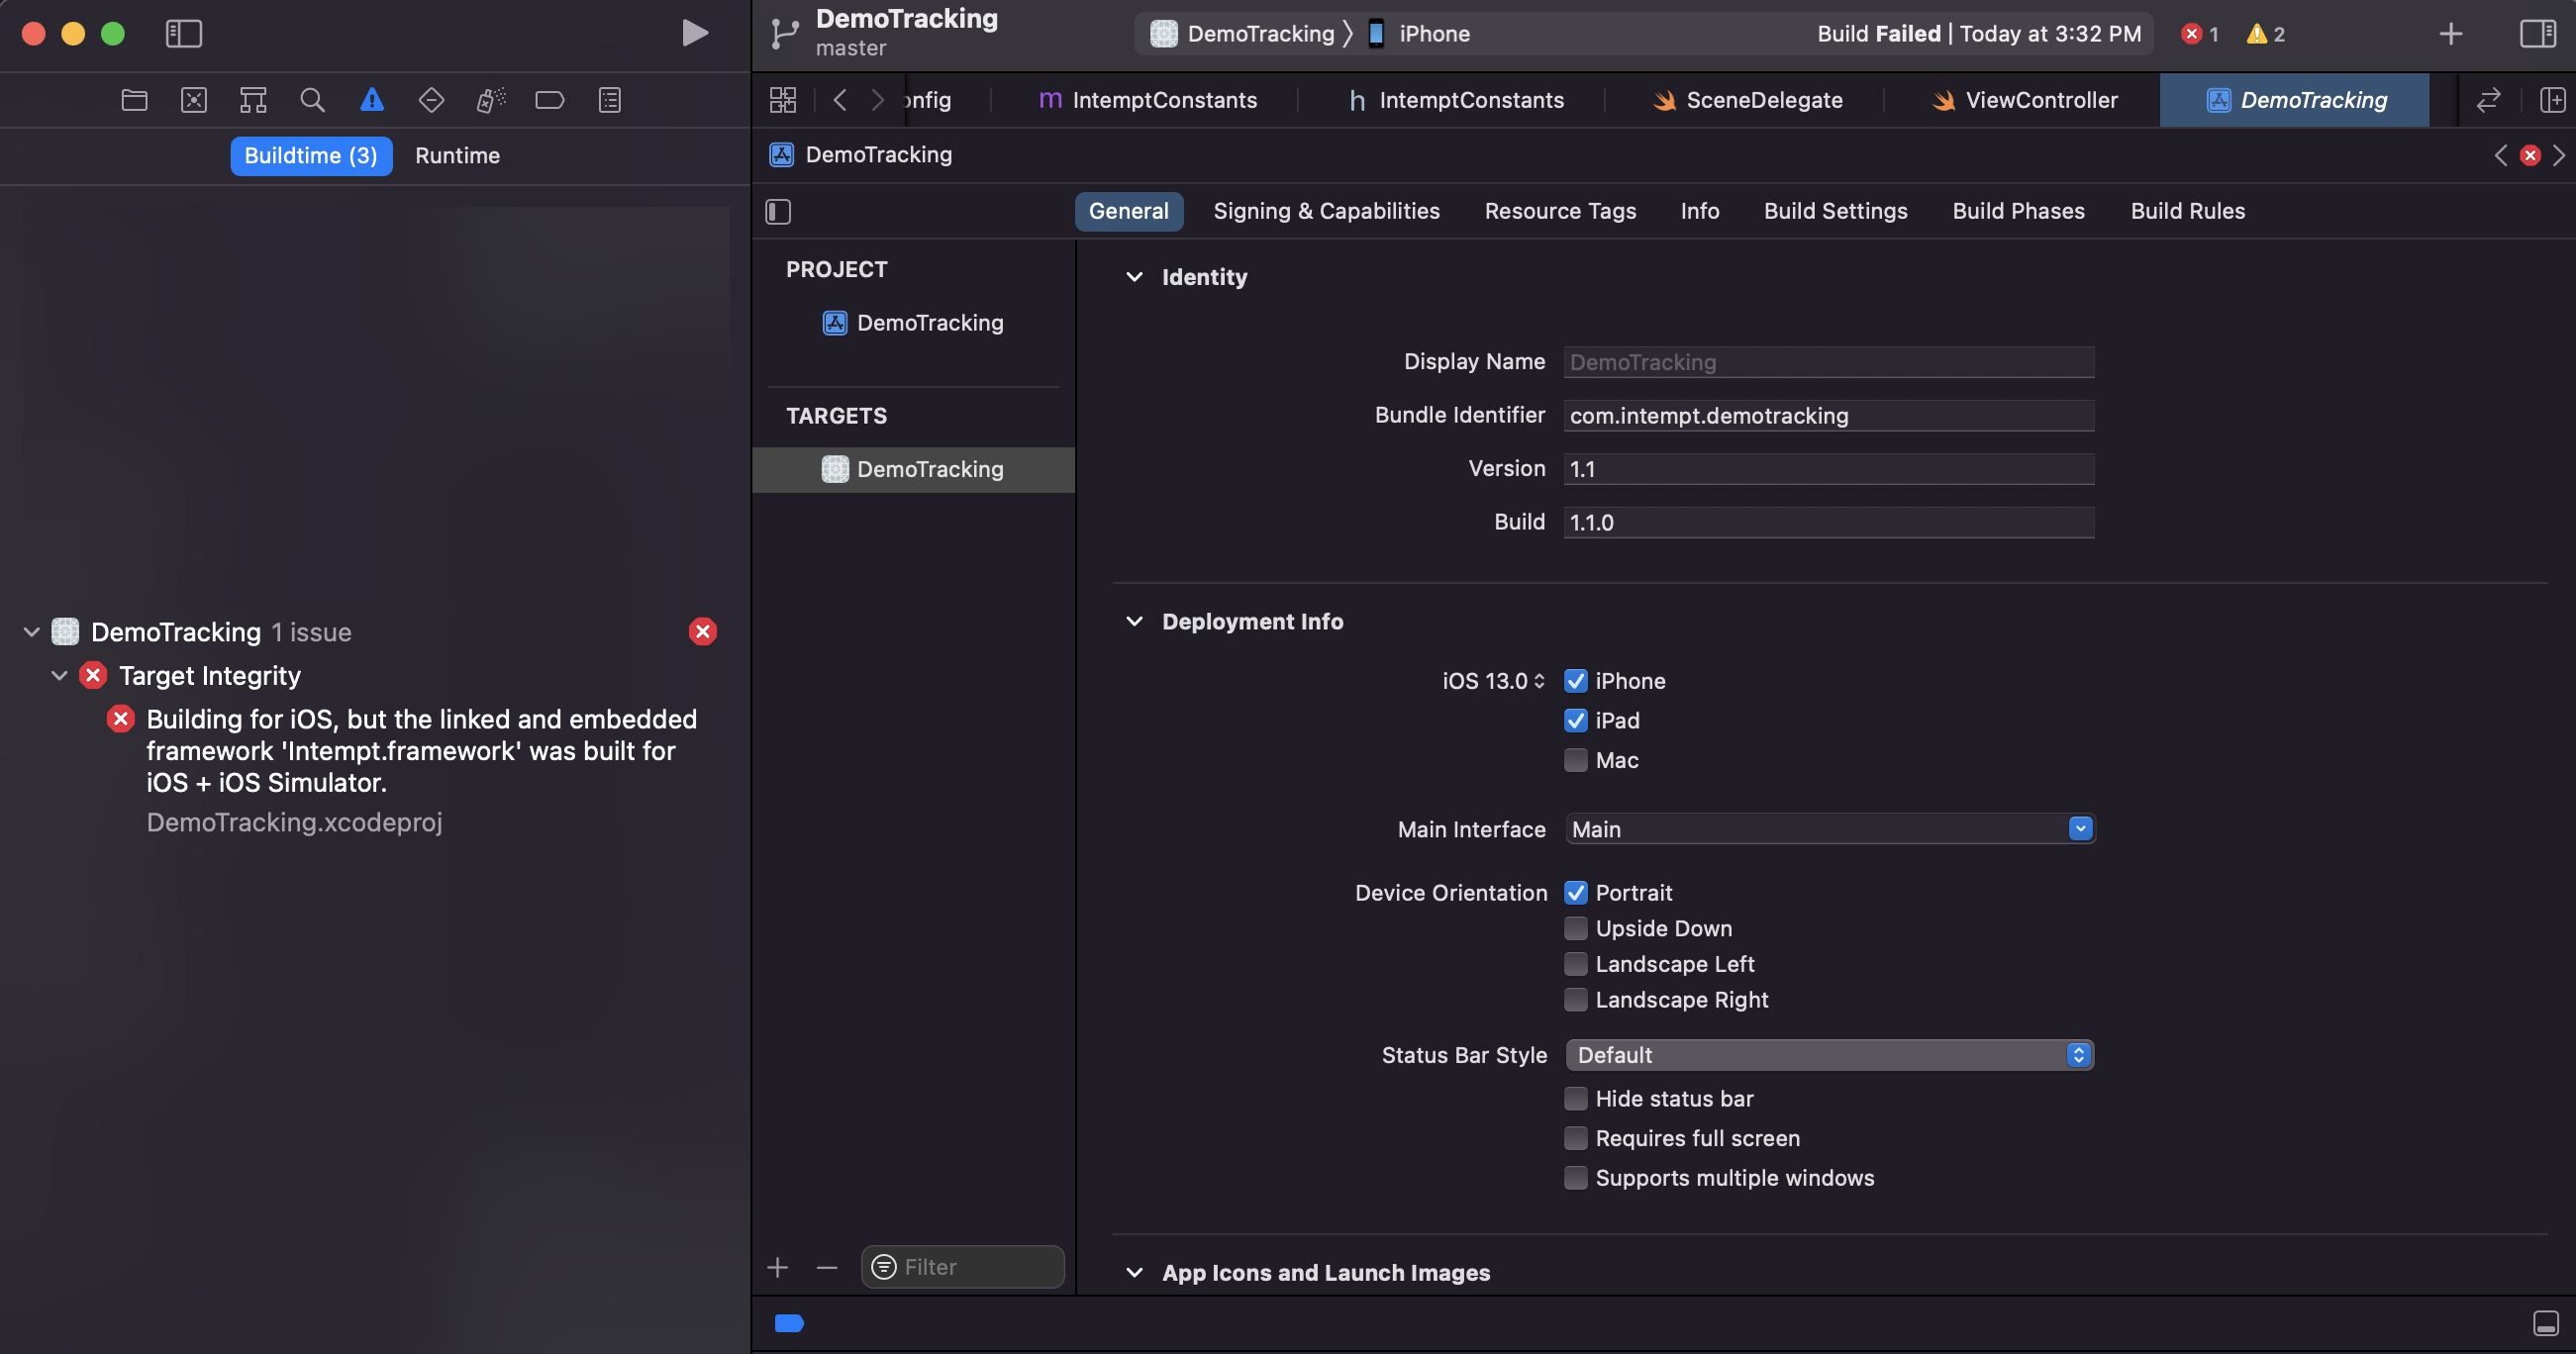 DemoTracking
master
DemoTracking 〉 iPhone
Build Failed | Today at 3:32 PM
1
2
onfig
m IntemptConstants
h IntemptConstants
SceneDelegate
ViewController
DemoTracking
Buildtime (3)
Runtime
DemoTracking
General
Signing & Capabilities
Resource Tags
Info
Build Settings
Build Phases
Build Rules
DemoTracking 1 issue
Target Integrity
Building for iOS, but the linked and embedded
framework 'Intempt.framework' was built for
iOS + iOS Simulator.
DemoTracking.xcodeproj
PROJECT
DemoTracking
TARGETS
DemoTracking
Filter
Identity
Display Name DemoTracking
Bundle Identifier com.intempt.demotracking
Version 1.1
Build 1.1.0
Deployment Info
iOS 13.0 iPhone
iPad
Mac
Main Interface Main
Device Orientation Portrait
Upside Down
Landscape Left
Landscape Right
Status Bar Style Default
Hide status bar
Requires full screen
Supports multiple windows
App Icons and Launch Images